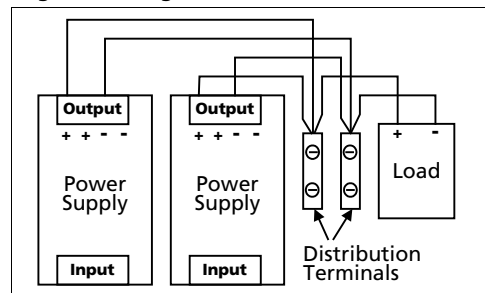 Output
+ + - -
Power
Supply
Input
Output
+ + - -
Power
Supply
Input
+ -
Load
Distribution
Terminals